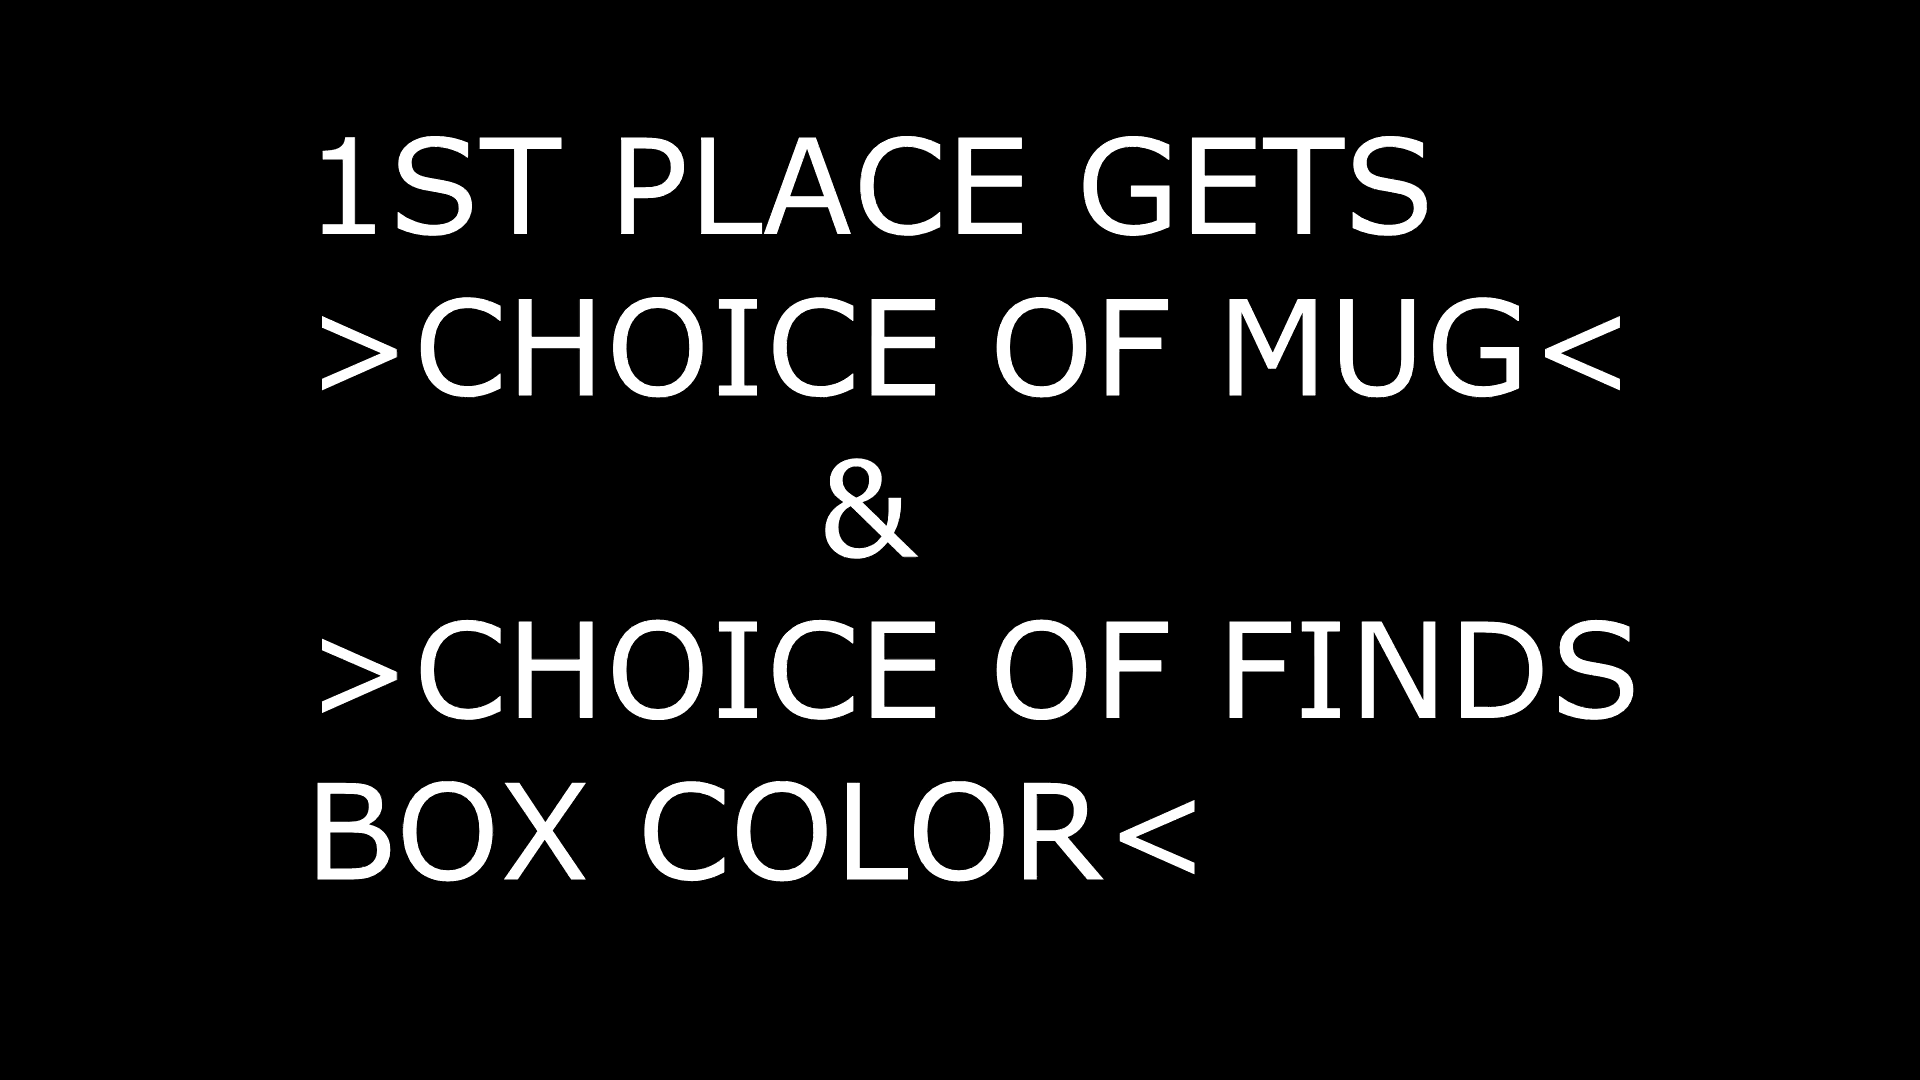 1ST PLACE GETS
>CHOICE OF MUG<
&
>CHOICE OF FINDS
BOX COLOR<